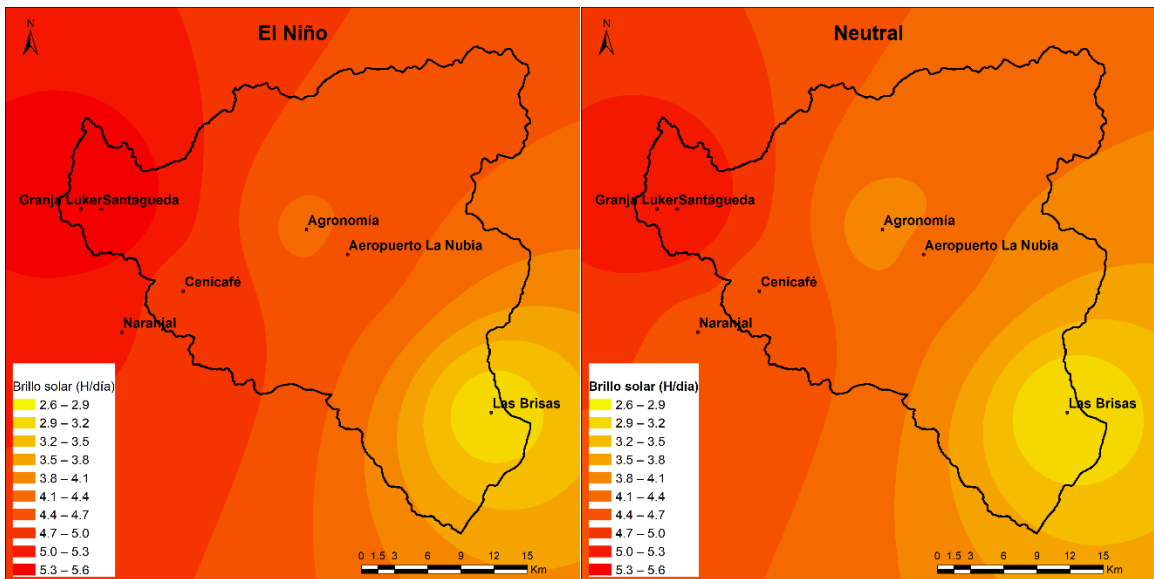 N
El Niño
Granja Luker Santágueda
Agronomía
Aeropuerto La Nubia
Cenicafé
Naranjal
Las Brisas
Brillo solar (H/día)
2.6 – 2.9
2.9 – 3.2
3.2 – 3.5
3.5 – 3.8
3.8 – 4.1
4.1 – 4.4
4.4 – 4.7
4.7 – 5.0
5.0 – 5.3
5.3 – 5.6
0 1.5 3 6 9 12 15
Km
N
Neutral
Granja Luker Santágueda
Agronomía
Aeropuerto La Nubia
Cenicafé
Naranjal
Las Brisas
Brillo solar (H/día)
2.6 – 2.9
2.9 – 3.2
3.2 – 3.5
3.5 – 3.8
3.8 – 4.1
4.1 – 4.4
4.4 – 4.7
4.7 – 5.0
5.0 – 5.3
5.3 – 5.6
0 1.5 3 6 9 12 15
Km